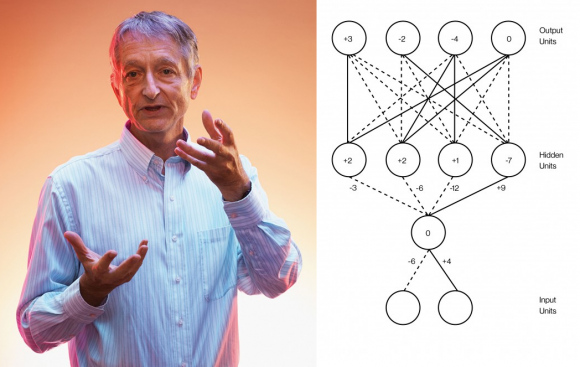 +3 -2 -4 0 Output
Units
+2 +2 +1 -7 Hidden
Units
-3 -6 -12 +9
0
-6 +4
Input
Units